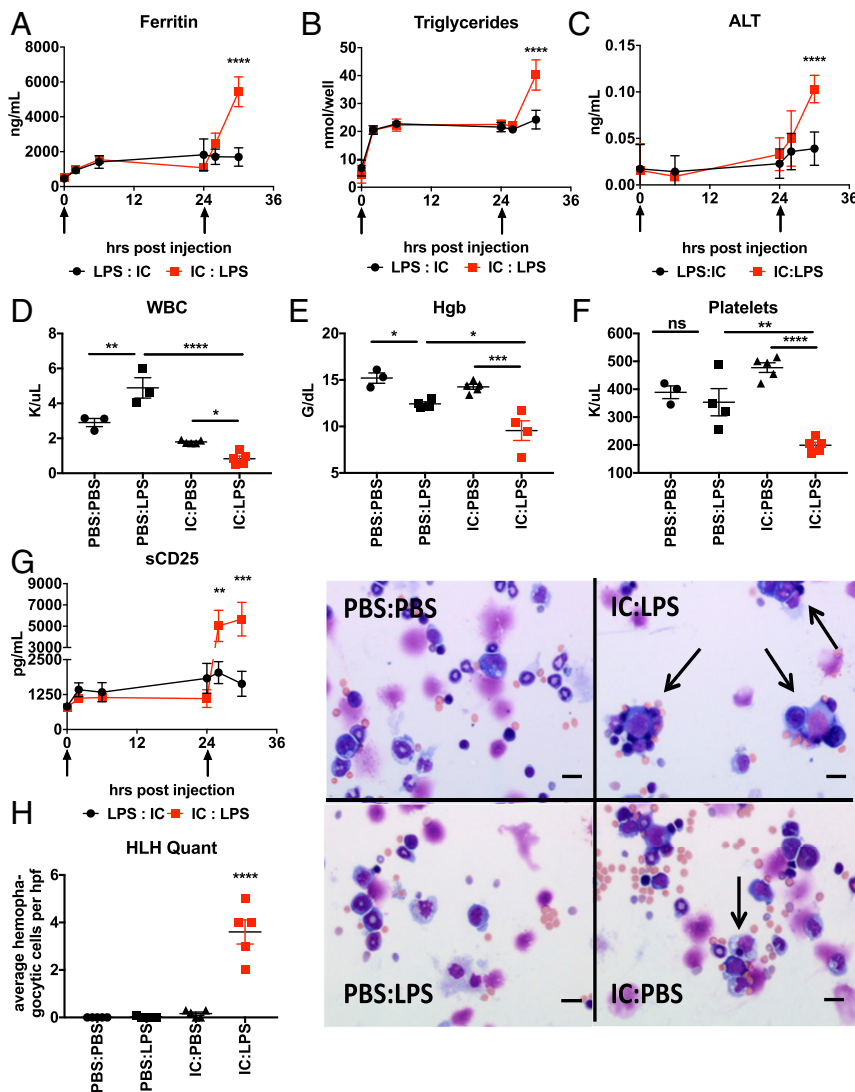 A
Ferritin
ng/mL
8000
6000
4000
2000
0
****
0
12
24
36
hrs post injection
LPS : IC
IC : LPS
B
Triglycerides
nmol/well
50
40
30
20
10
0
****
0
12
24
36
hrs post injection
LPS : IC
IC : LPS
C
ALT
ng/mL
0.15
0.10
0.05
0.00
****
0
12
24
36
hrs post injection
LPS:IC
IC:LPS
D
WBC
K/uL
8
6
4
2
0
**
****
*
PBS:PBS
PBS:LPS
IC:PBS
IC:LPS
E
Hgb
G/dL
20
15
10
5
*
*
***
PBS:PBS
PBS:LPS
IC:PBS
IC:LPS
F
Platelets
K/uL
600
500
400
300
200
100
ns
**
****
PBS:PBS
PBS:LPS
IC:PBS
IC:LPS
G
sCD25
pg/mL
9000
7000
5000
3000
2500
1250
0
**
***
0
12
24
36
hrs post injection
LPS : IC
IC : LPS
H
HLH Quant
average hemopha-
gocytic cells per hpf
6
4
2
0
****
PBS:PBS
PBS:LPS
IC:PBS
IC:LPS
PBS:PBS
IC:LPS
PBS:LPS
IC:PBS